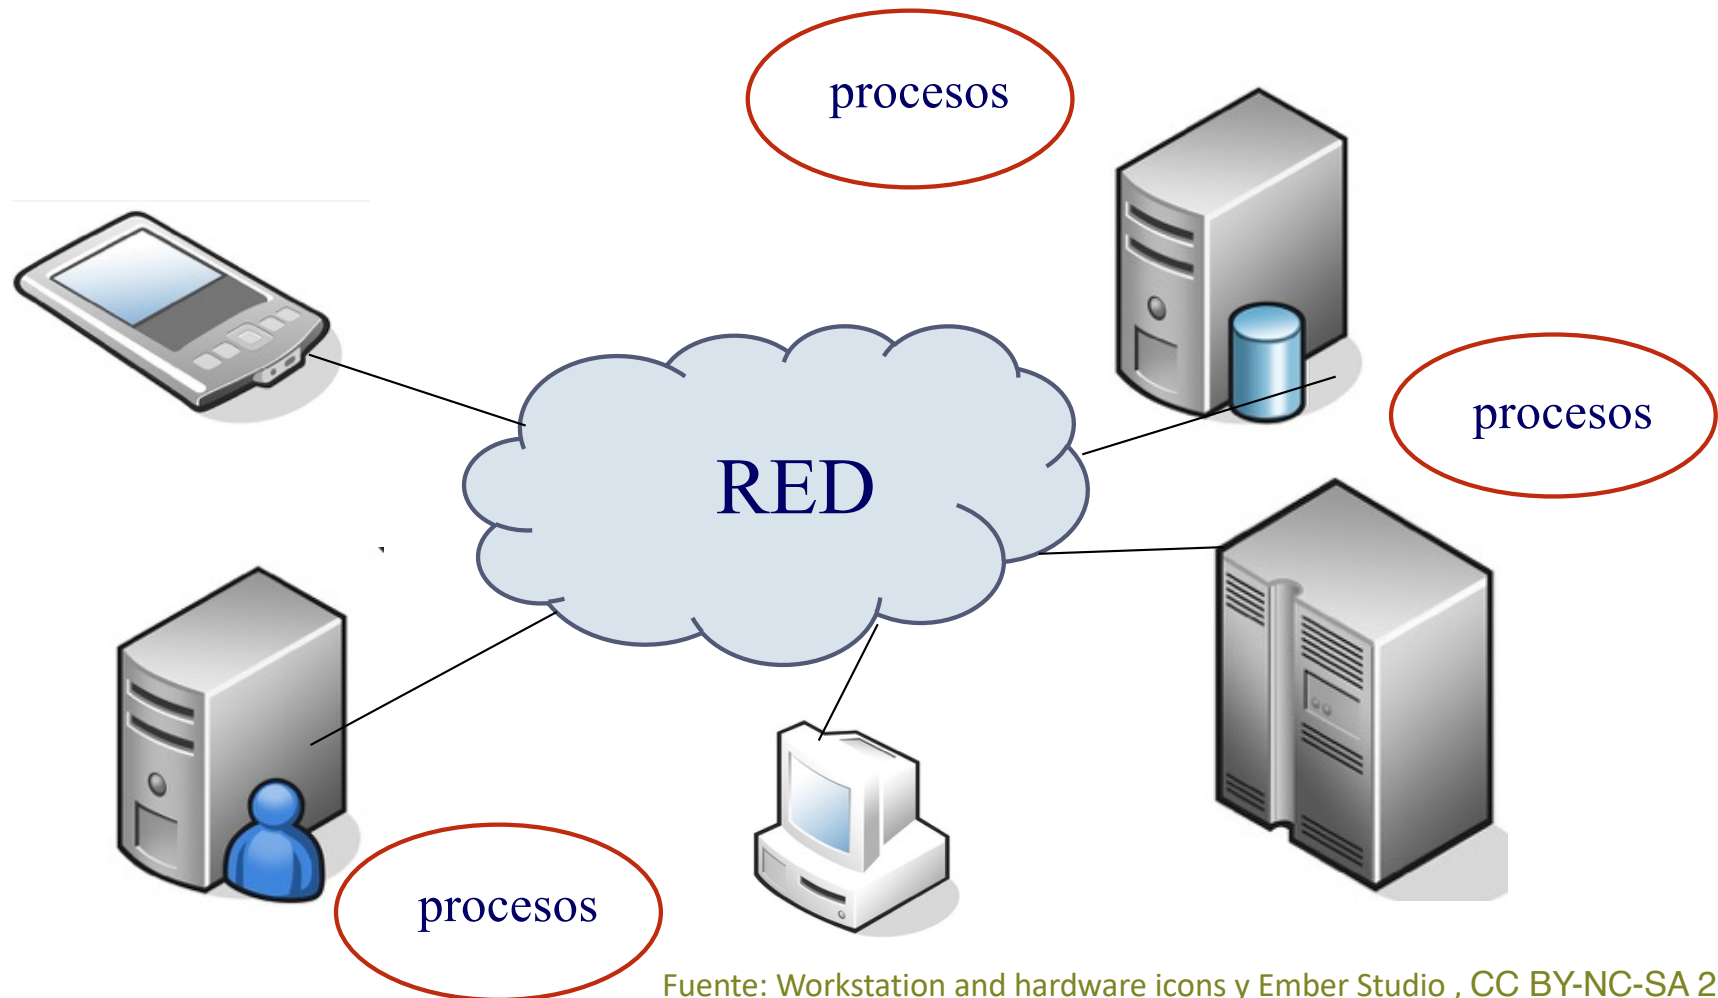 procesos
procesos
RED
procesos
Fuente: Workstation and hardware icons y Ember Studio , CC BY-NC-SA 2